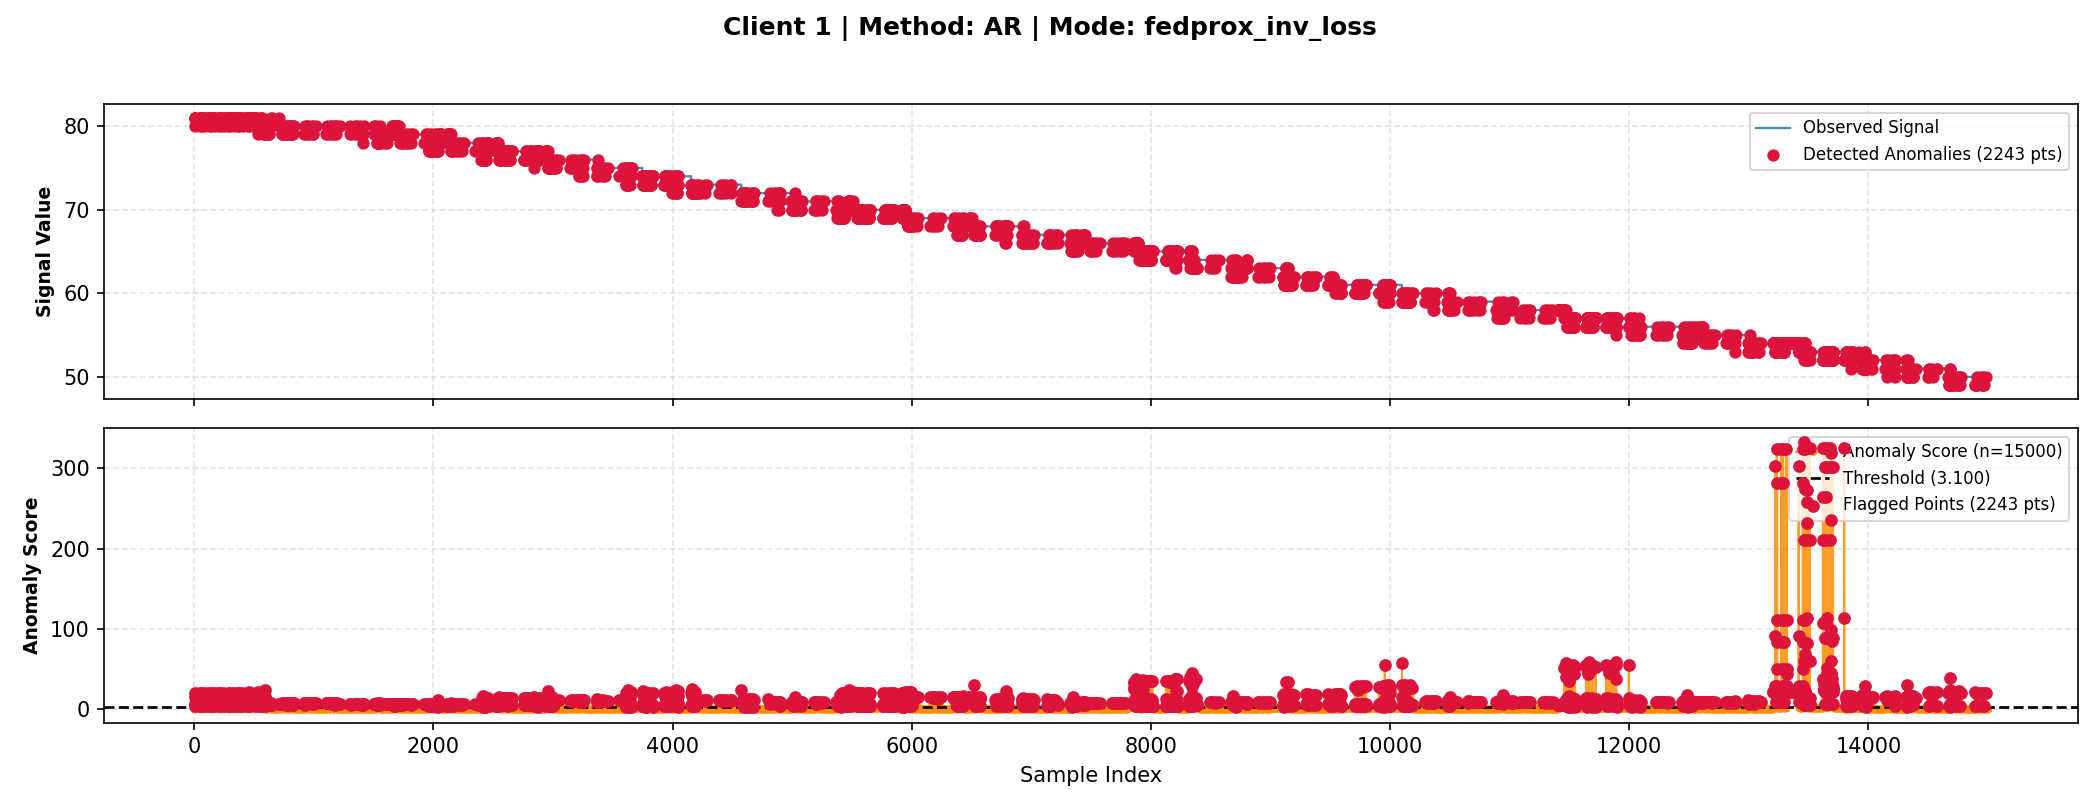 Client 1 | Method: AR | Mode: fedprox_inv_loss
Signal Value
80
70
60
50
Observed Signal
Detected Anomalies (2243 pts)
Anomaly Score
300
200
100
0
Anomaly Score (n=15000)
Threshold (3.100)
Flagged Points (2243 pts)
0
2000
4000
6000
8000
10000
12000
14000
Sample Index